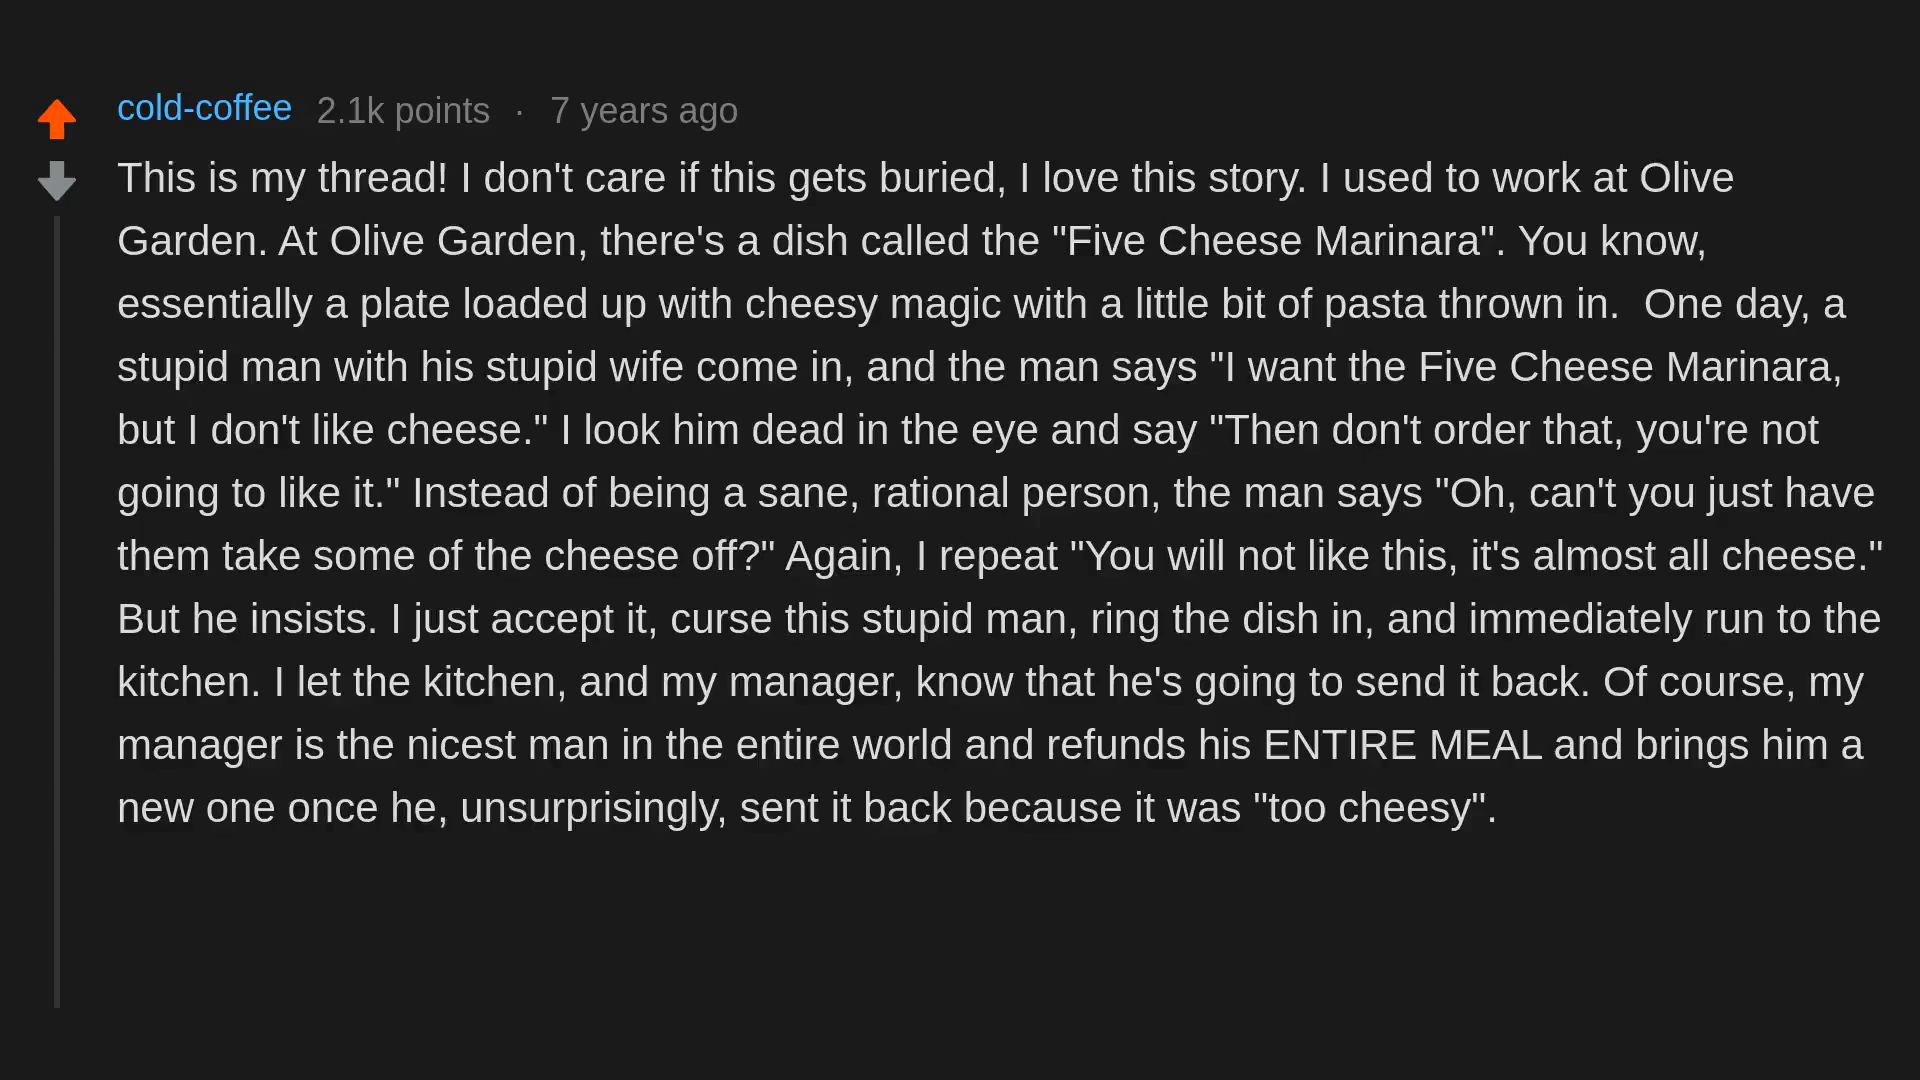 cold-coffee 2.1k points · 7 years ago
This is my thread! I don't care if this gets buried, I love this story. I used to work at Olive
Garden. At Olive Garden, there's a dish called the "Five Cheese Marinara". You know,
essentially a plate loaded up with cheesy magic with a little bit of pasta thrown in.  One day, a
stupid man with his stupid wife come in, and the man says "I want the Five Cheese Marinara,
but I don't like cheese." I look him dead in the eye and say "Then don't order that, you're not
going to like it." Instead of being a sane, rational person, the man says "Oh, can't you just have
them take some of the cheese off?" Again, I repeat "You will not like this, it's almost all cheese."
But he insists. I just accept it, curse this stupid man, ring the dish in, and immediately run to the
kitchen. I let the kitchen, and my manager, know that he's going to send it back. Of course, my
manager is the nicest man in the entire world and refunds his ENTIRE MEAL and brings him a
new one once he, unsurprisingly, sent it back because it was "too cheesy".